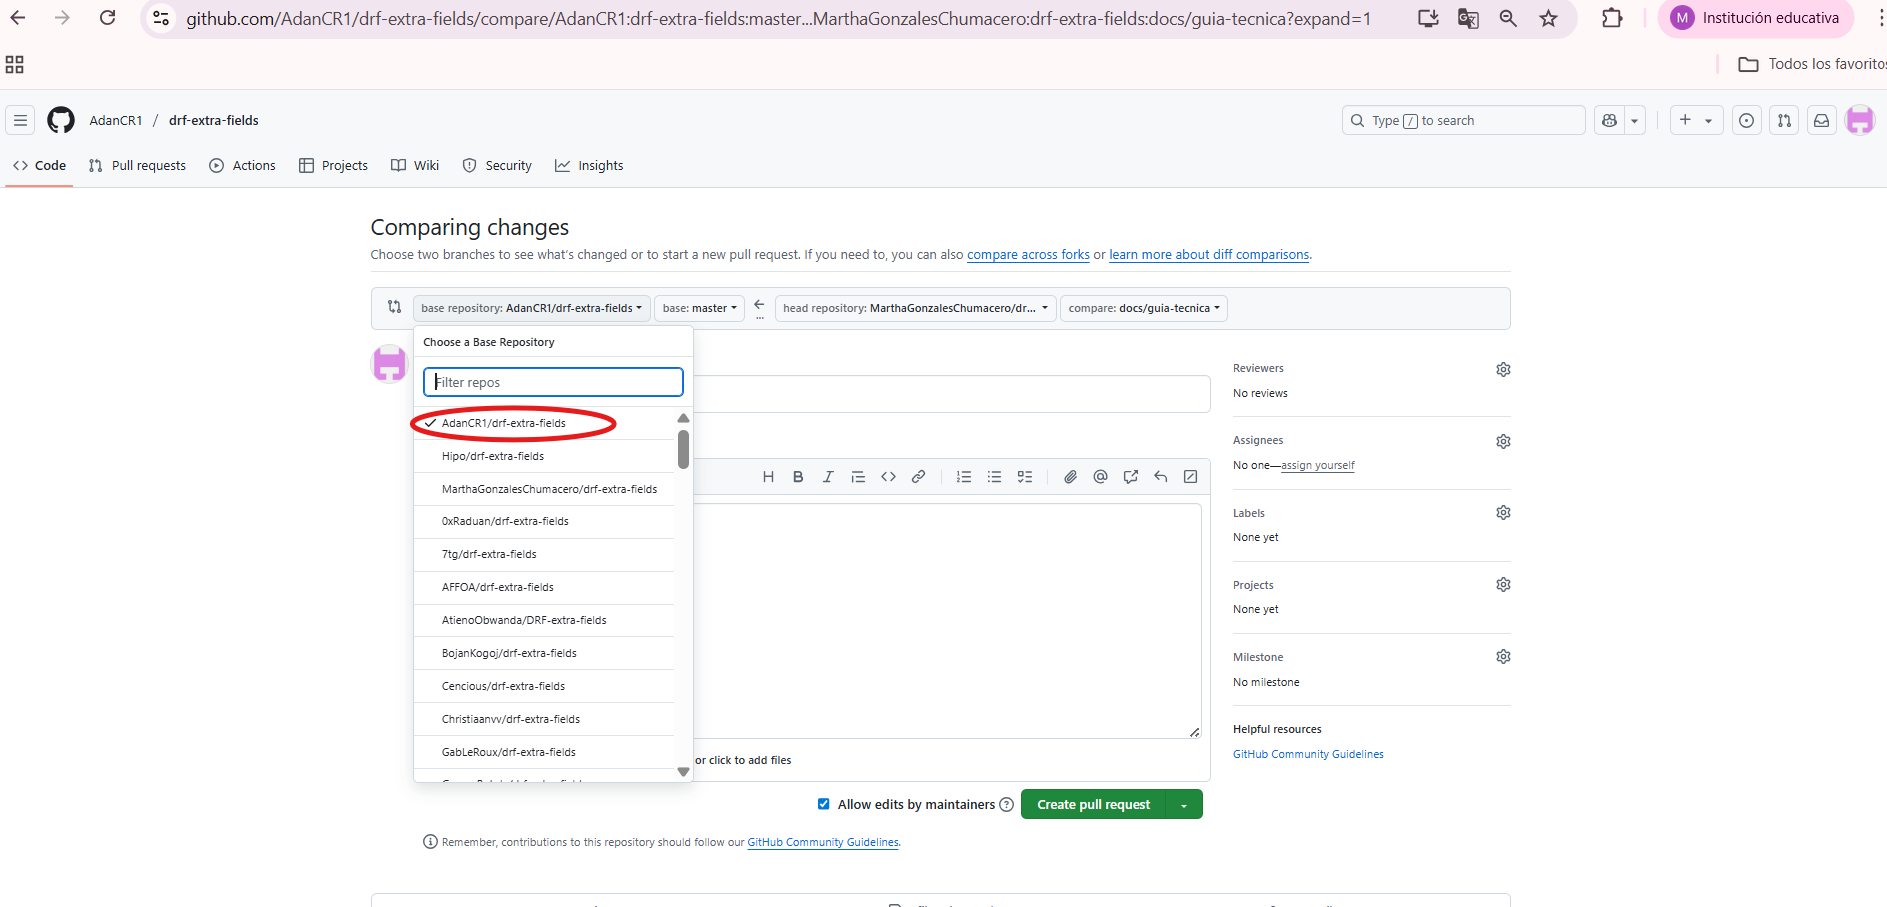 github.com/AdanCR1/drf-extra-fields/compare/AdanCR1:drf-extra-fields:master...MarthaGonzalesChumacero:drf-extra-fields:docs/guia-tecnica?expand=1
M Institución educativa
Todos los favoritos
AdanCR1 / drf-extra-fields
Type / to search
Code
Pull requests
Actions
Projects
Wiki
Security
Insights
Comparing changes
Choose two branches to see what's changed or to start a new pull request. If you need to, you can also compare across forks or learn more about diff comparisons.
base repository: AdanCR1/drf-extra-fields
base: master
...
head repository: MarthaGonzalesChumacero/dr...
compare: docs/guia-tecnica
Choose a Base Repository
Filter repos
AdanCR1/drf-extra-fields
Hipo/drf-extra-fields
MarthaGonzalesChumacero/drf-extra-fields
0xRaduan/drf-extra-fields
7tg/drf-extra-fields
AFFOA/drf-extra-fields
AtienoObwanda/DRF-extra-fields
BojanKogoj/drf-extra-fields
Cencious/drf-extra-fields
Christiaanvv/drf-extra-fields
GabLeRoux/drf-extra-fields
H B I
or click to add files
Allow edits by maintainers
Create pull request
Remember, contributions to this repository should follow our GitHub Community Guidelines.
Reviewers
No reviews
Assignees
No one—assign yourself
Labels
None yet
Projects
None yet
Milestone
No milestone
Helpful resources
GitHub Community Guidelines